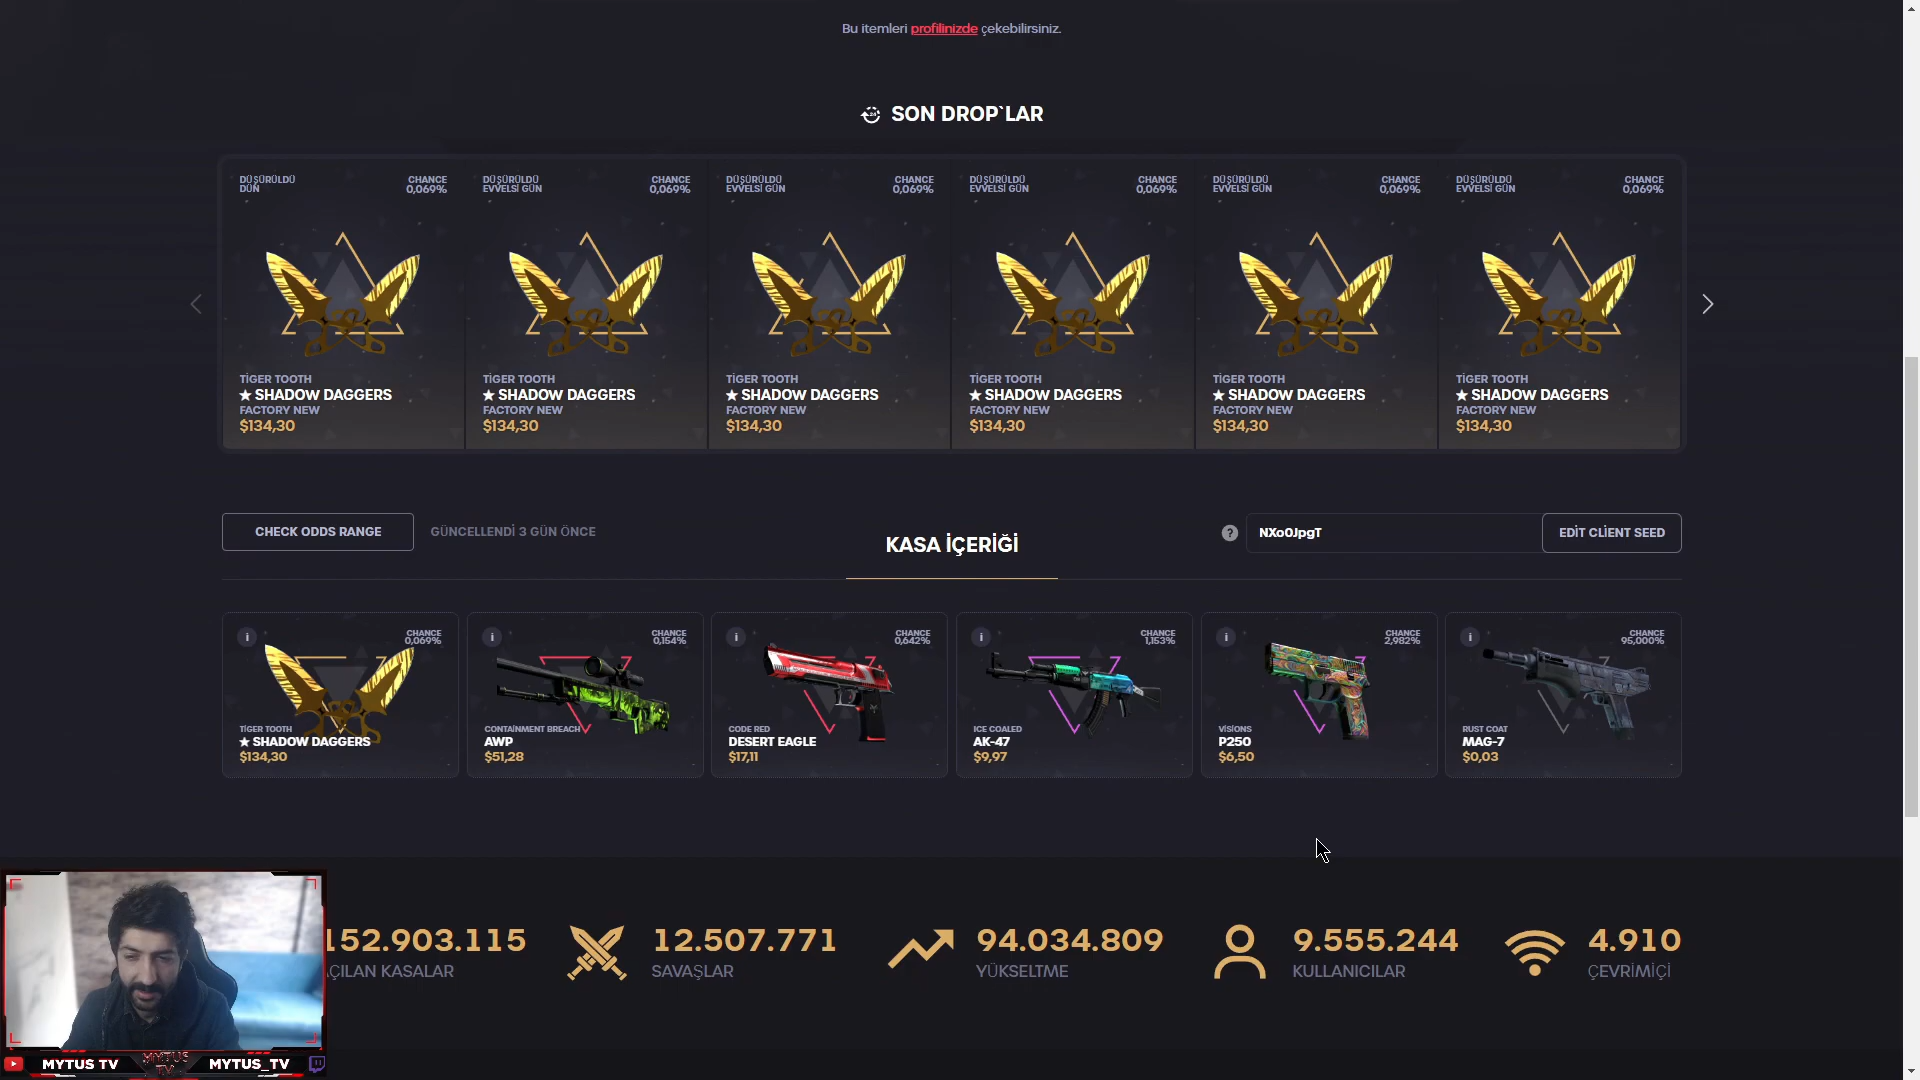 Bu itemleri profilinizde çekebilirsiniz.
SON DROP`LAR
DÜŞÜRÜLDÜ
DÜN
CHANCE
0,069%
TİGER TOOTH
★ SHADOW DAGGERS
FACTORY NEW
$134,30
DÜŞÜRÜLDÜ
EVVELSİ GÜN
CHANCE
0,069%
TİGER TOOTH
★ SHADOW DAGGERS
FACTORY NEW
$134,30
DÜŞÜRÜLDÜ
EVVELSİ GÜN
CHANCE
0,069%
TİGER TOOTH
★ SHADOW DAGGERS
FACTORY NEW
$134,30
DÜŞÜRÜLDÜ
EVVELSİ GÜN
CHANCE
0,069%
TİGER TOOTH
★ SHADOW DAGGERS
FACTORY NEW
$134,30
DÜŞÜRÜLDÜ
EVVELSİ GÜN
CHANCE
0,069%
TİGER TOOTH
★ SHADOW DAGGERS
FACTORY NEW
$134,30
DÜŞÜRÜLDÜ
EVVELSİ GÜN
CHANCE
0,069%
TİGER TOOTH
★ SHADOW DAGGERS
FACTORY NEW
$134,30
CHECK ODDS RANGE
GÜNCELLENDİ 3 GÜN ÖNCE
KASA İÇERİĞİ
?
NXo0JpgT
EDİT CLİENT SEED
i
CHANCE
0,069%
TİGER TOOTH
★ SHADOW DAGGERS
$134,30
i
CHANCE
0,154%
CONTAİNMENT BREACH
AWP
$51,28
i
CHANCE
0,642%
CODE RED
DESERT EAGLE
$17,11
i
CHANCE
1,153%
ICE COALED
AK-47
$9,97
i
CHANCE
2,982%
VİSİONS
P250
$6,50
i
CHANCE
95,000%
RUST COAT
MAG-7
$0,03
152.903.115
AÇILAN KASALAR
12.507.771
SAVAŞLAR
94.034.809
YÜKSELTME
9.555.244
KULLANICILAR
4.910
ÇEVRİMİÇİ
MYTUS TV
MYTUS
TV
MYTUS_TV